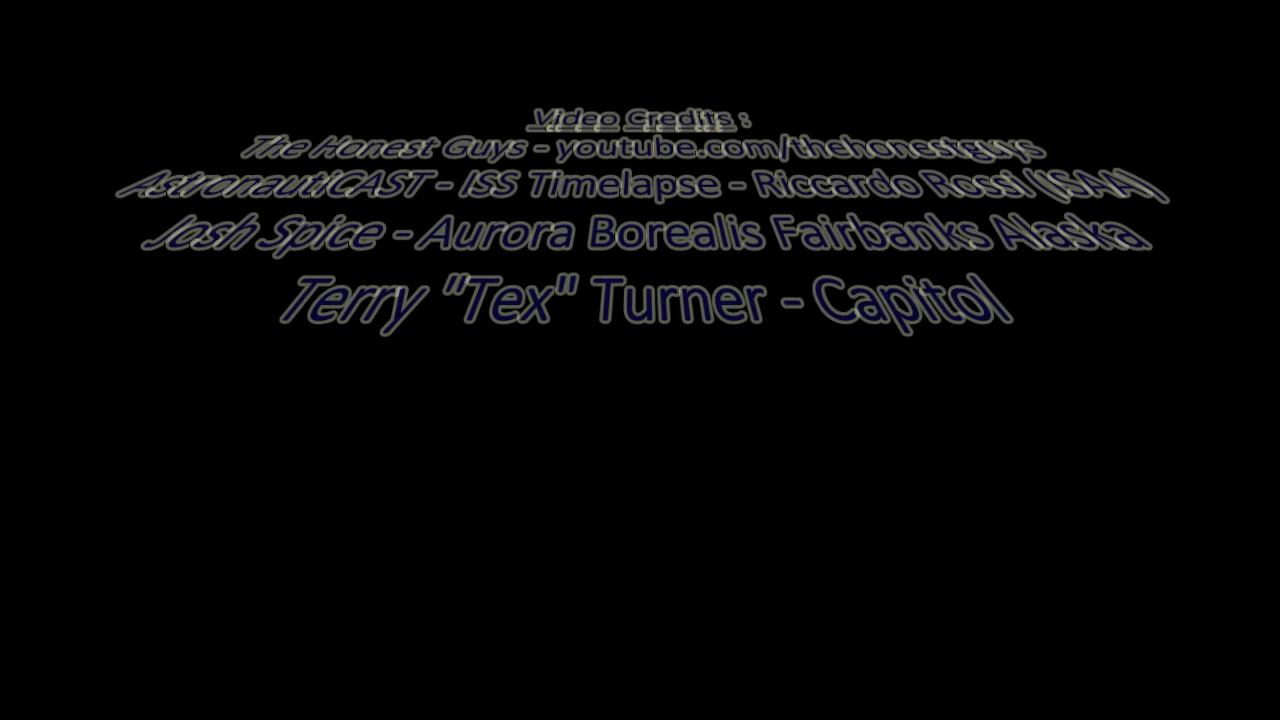 Video Credits :
The Honest Guys - youtube.com/thehonestguys
AstronautiCAST - ISS Timelapse - Riccardo Rossi (ISAA)
Josh Spice - Aurora Borealis Fairbanks Alaska
Terry "Tex" Turner - Capitol